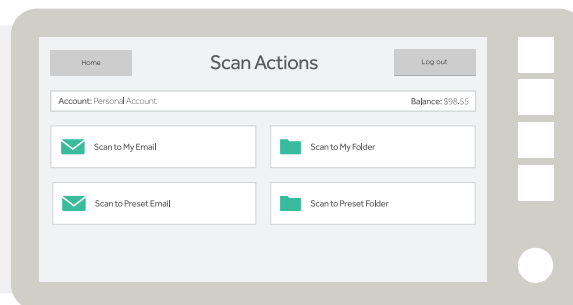 Home
Scan Actions
Log out
Account: Personal Account
Balance: $98.55
Scan to My Email
Scan to My Folder
Scan to Preset Email
Scan to Preset Folder